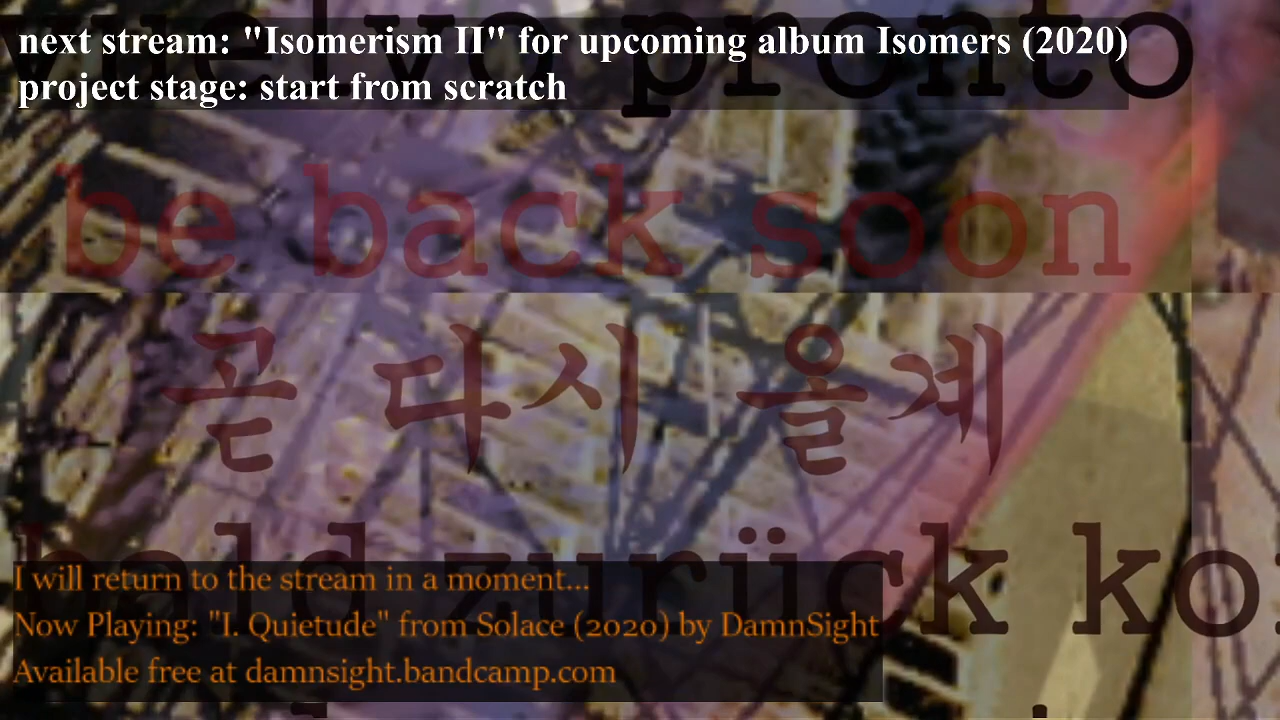 vuelvo pronto
next stream: "Isomerism II" for upcoming album Isomers (2020)
project stage: start from scratch
be back soon
곧 다시 올게
bald zurück ko
I will return to the stream in a moment...
Now Playing: "I. Quietude" from Solace (2020) by DamnSight
Available free at damnsight.bandcamp.com